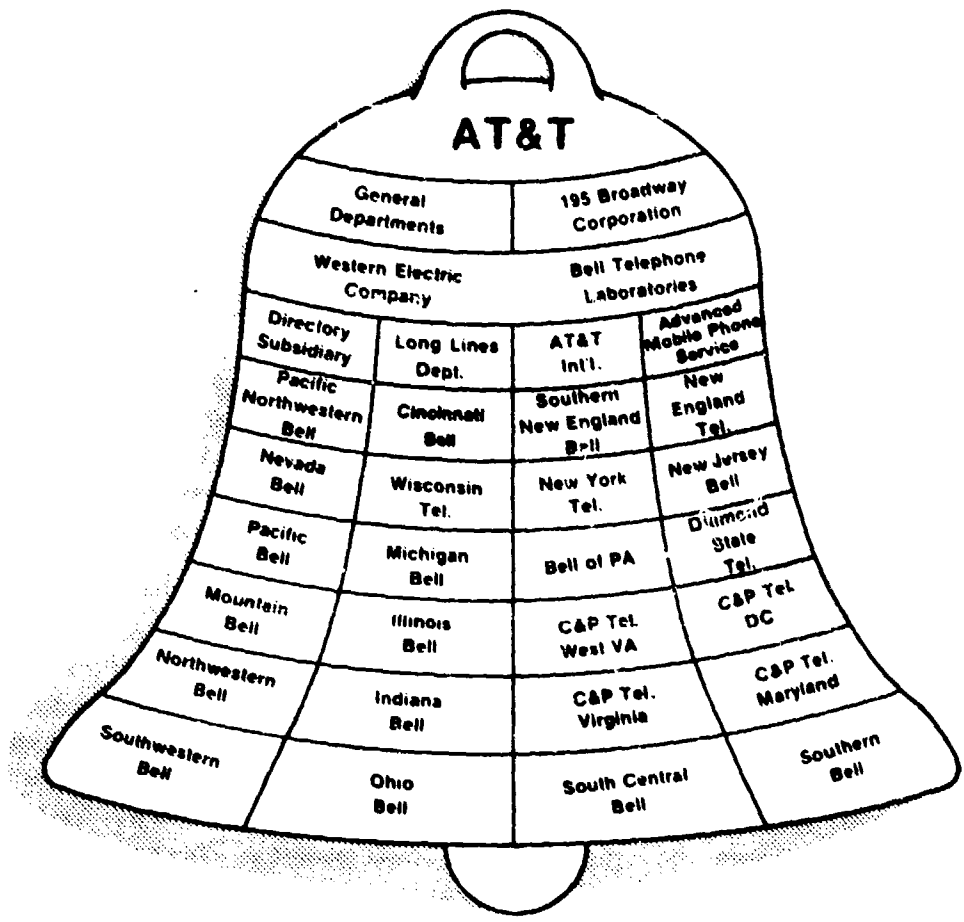 AT&T
General
Departments
195 Broadway
Corporation
Western Electric
Company
Bell Telephone
Laboratories
Directory
Subsidiary
Long Lines
Dept.
AT&T
Int'l.
Advanced
Mobile Phone
Service
Pacific
Northwestern
Bell
Cincinnati
Bell
Southern
New England
Bell
New
England
Tel.
Nevada
Bell
Wisconsin
Tel.
New York
Tel.
New Jersey
Bell
Pacific
Bell
Michigan
Bell
Bell of PA
Diamond
State
Tel.
Mountain
Bell
Illinois
Bell
C&P Tel.
West VA
C&P Tel.
DC
Northwestern
Bell
Indiana
Bell
C&P Tel.
Virginia
C&P Tel.
Maryland
Southwestern
Bell
Ohio
Bell
South Central
Bell
Southern
Bell